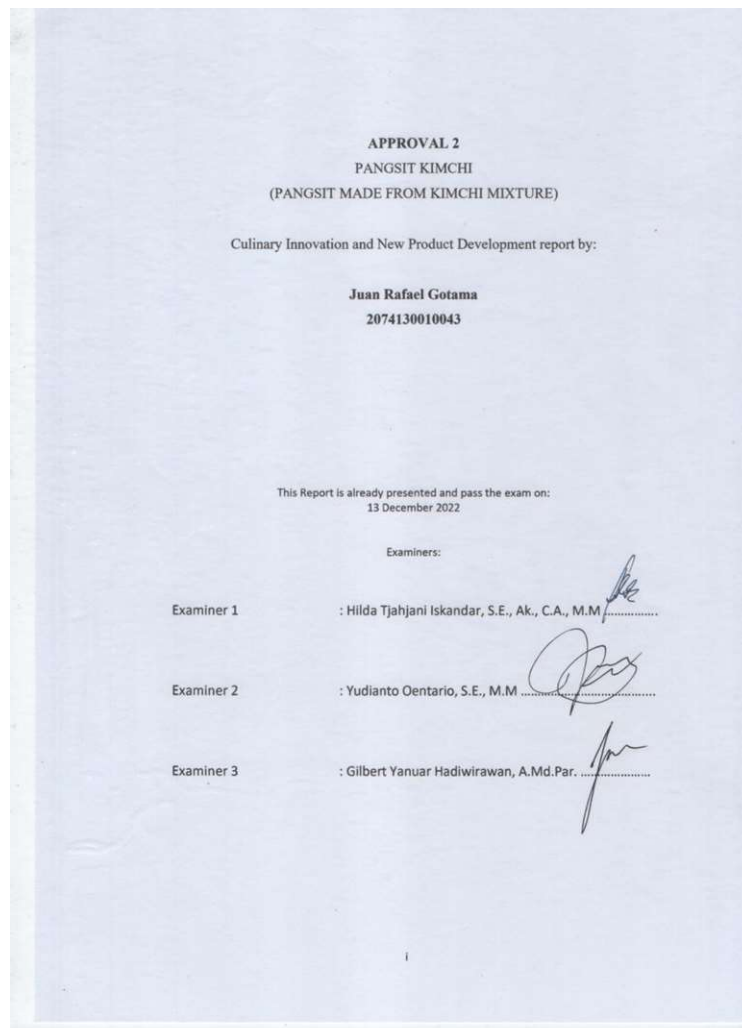 APPROVAL 2
PANGSIT KIMCHI
(PANGSIT MADE FROM KIMCHI MIXTURE)
Culinary Innovation and New Product Development report by:
Juan Rafael Gotama
2074130010043
This Report is already presented and pass the exam on:
13 December 2022
Examiners:
Examiner 1 : Hilda Tjahjani Iskandar, S.E., Ak., C.A., M.M ...............
Examiner 2 : Yudianto Oentario, S.E., M.M .....................................
Examiner 3 : Gilbert Yanuar Hadiwirawan, A.Md.Par. ...................
i